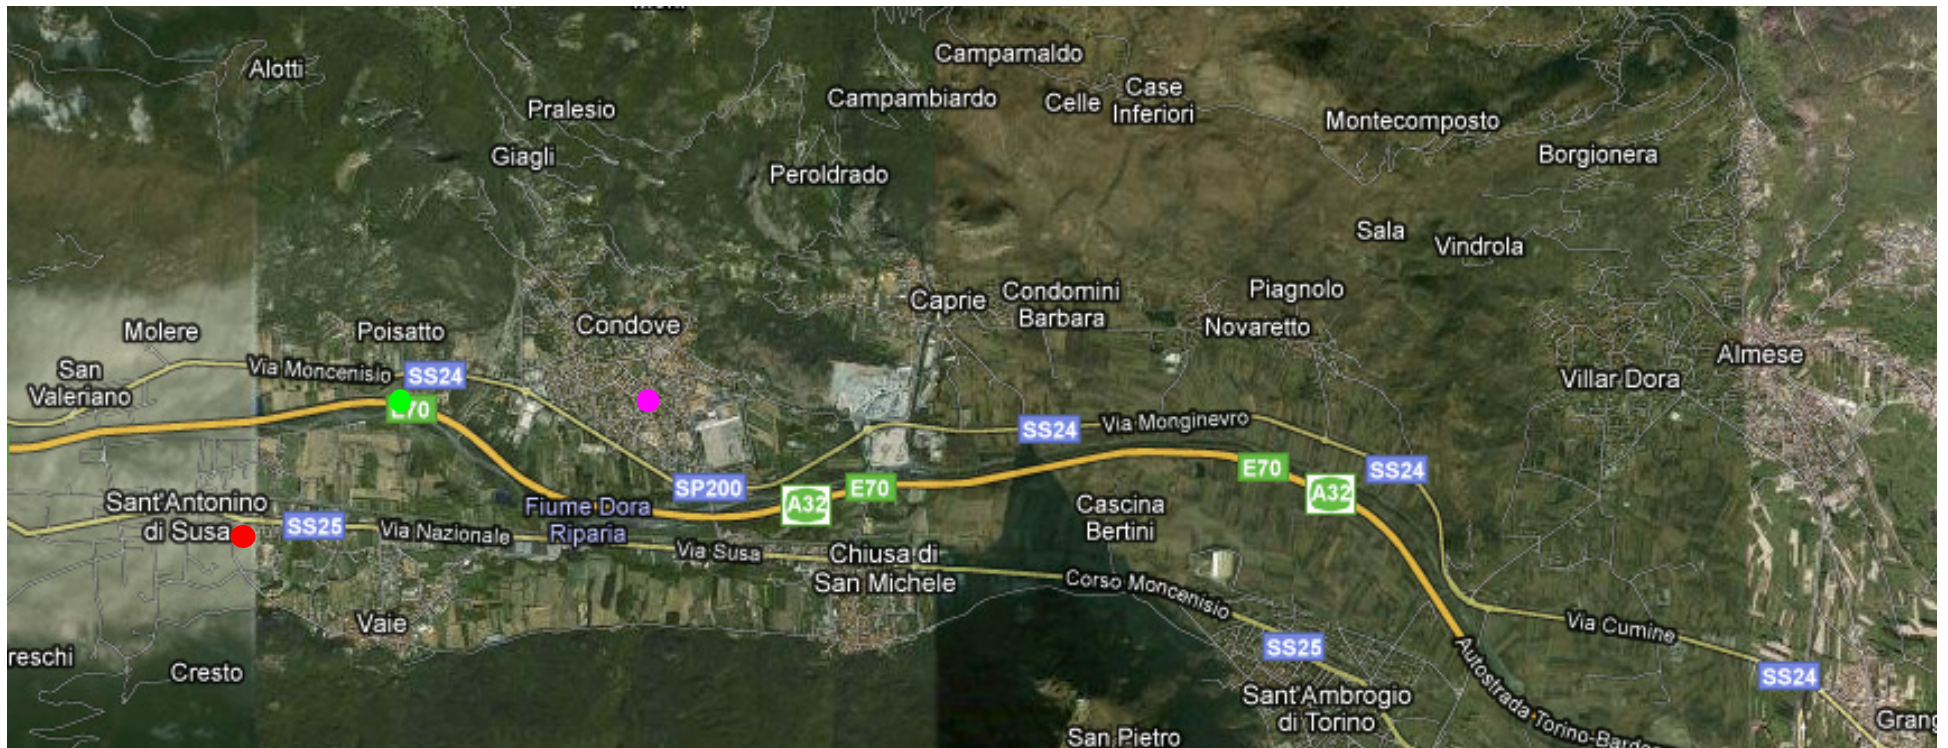 Camparnaldo
Alotti
Case
Inferiori
Celle
Campambiardo
Pralesio
Montecomposto
Giagli
Borgionera
Peroldrado
Sala
Vindrola
Piagnolo
Condomini
Barbara
Caprie
Molere
Poisatto
Condove
Novaretto
Almese
San
Valeriano
Via Moncenisio
SS24
Villar Dora
E70
SS24
Via Monginevro
E70
SS24
SP200
E70
A32
A32
Sant'Antonino
di Susa
Fiume Dora
Riparia
Cascina
Bertini
SS25
Via Nazionale
Via Susa
Chiusa di
San Michele
Corso Moncenisio
Vaie
Via Cumine
SS25
reschi
Cresto
Autostrada Torino-Bardo
SS24
Sant'Ambrogio
di Torino
Grang
San Pietro